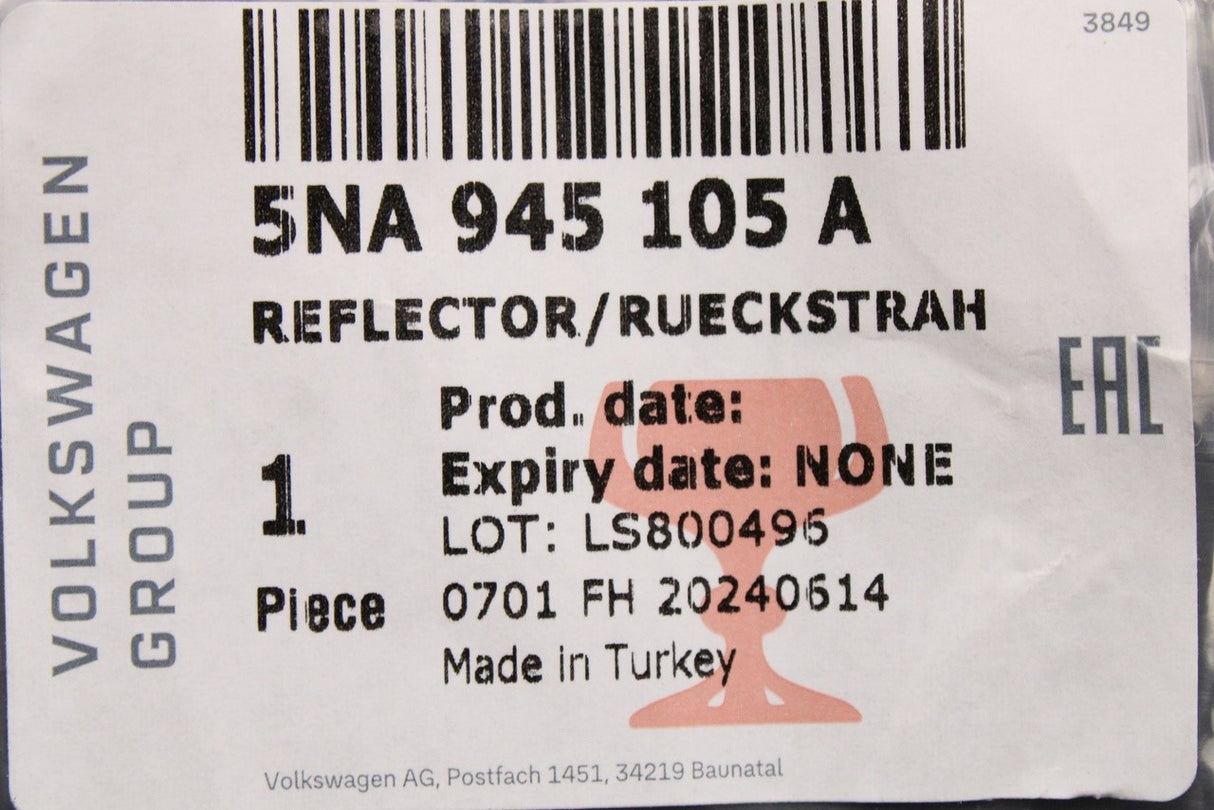 3849
5NA 945 105 A
REFLECTOR/RUECKSTRAH
EAC
Prod. date:
Expiry date: NONE
1
LOT: LS800496
Piece
0701 FH 20240614
Made in Turkey
VOLKSWAGEN
GROUP
Volkswagen AG, Postfach 1451, 34219 Baunatal